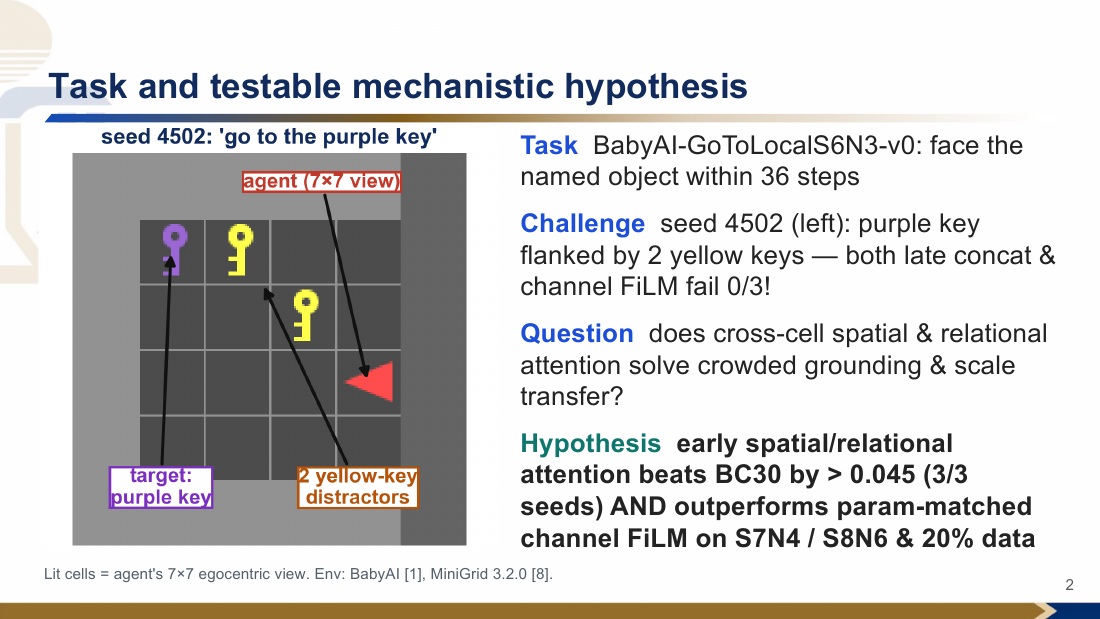 Task and testable mechanistic hypothesis
seed 4502: 'go to the purple key'
agent (7×7 view)
target:
purple key
2 yellow-key
distractors
Task BabyAI-GoToLocalS6N3-v0: face the
named object within 36 steps
Challenge seed 4502 (left): purple key
flanked by 2 yellow keys — both late concat &
channel FiLM fail 0/3!
Question does cross-cell spatial & relational
attention solve crowded grounding & scale
transfer?
Hypothesis early spatial/relational
attention beats BC30 by > 0.045 (3/3
seeds) AND outperforms param-matched
channel FiLM on S7N4 / S8N6 & 20% data
Lit cells = agent's 7×7 egocentric view. Env: BabyAI [1], MiniGrid 3.2.0 [8].
2